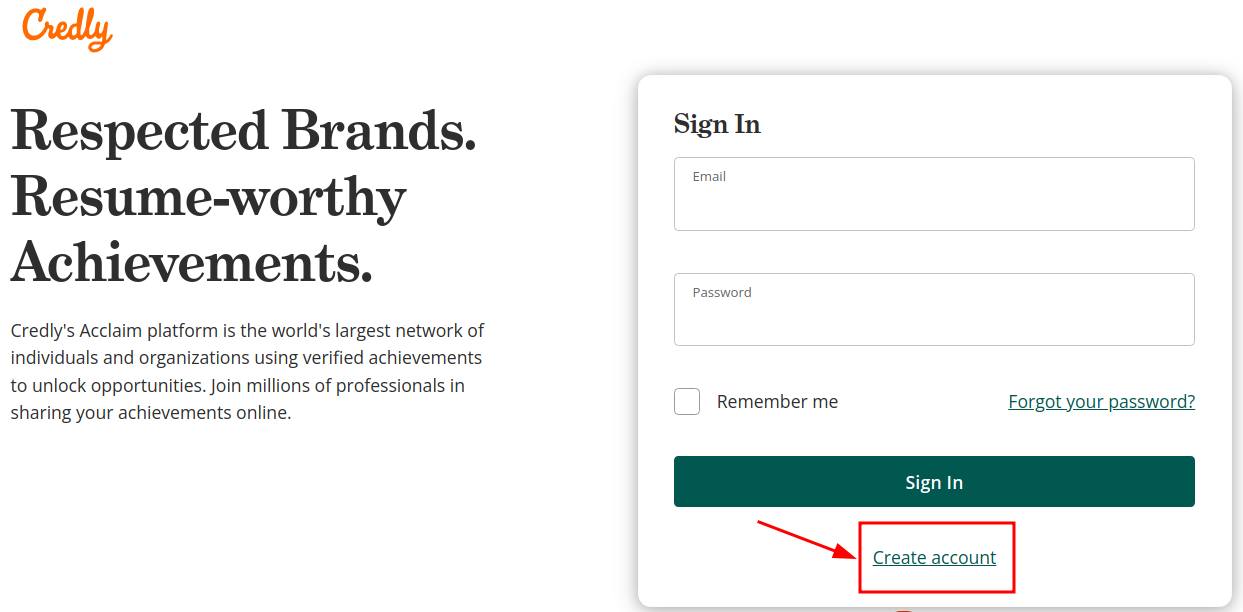 Credly
Respected Brands.
Resume-worthy
Achievements.
Credly's Acclaim platform is the world's largest network of
individuals and organizations using verified achievements
to unlock opportunities. Join millions of professionals in
sharing your achievements online.
Sign In
Email
Password
Remember me
Forgot your password?
Sign In
Create account